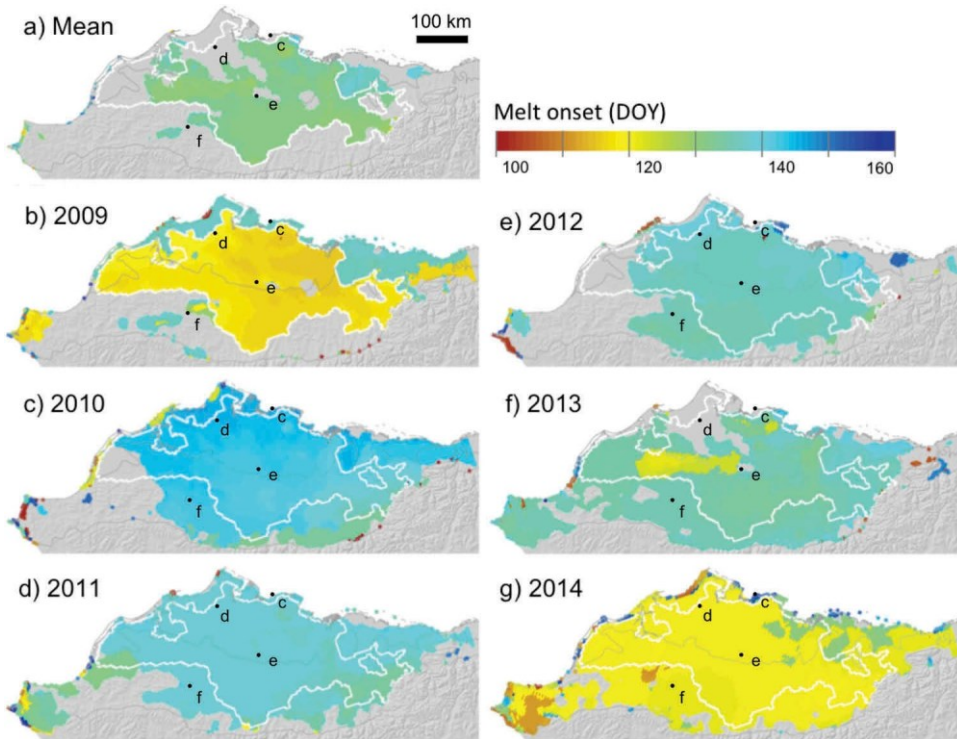 a) Mean
100 km
c
d
e
f
Melt onset (DOY)
100
120
140
160
b) 2009
c
d
e
f
e) 2012
c
d
e
f
c) 2010
c
d
e
f
f) 2013
c
d
e
f
d) 2011
c
d
e
f
g) 2014
c
d
e
f